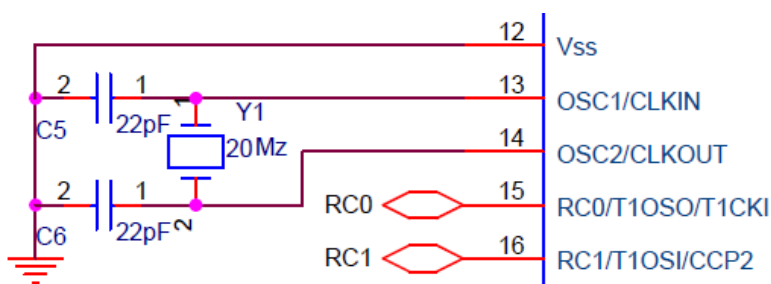 12 Vss
2 1 13 OSC1/CLKIN
1 Y1
C5 22pF 20Mz
14 OSC2/CLKOUT
2 1 RC0 15 RC0/T1OSO/T1CKI
C6 22pF 2
RC1 16 RC1/T1OSI/CCP2